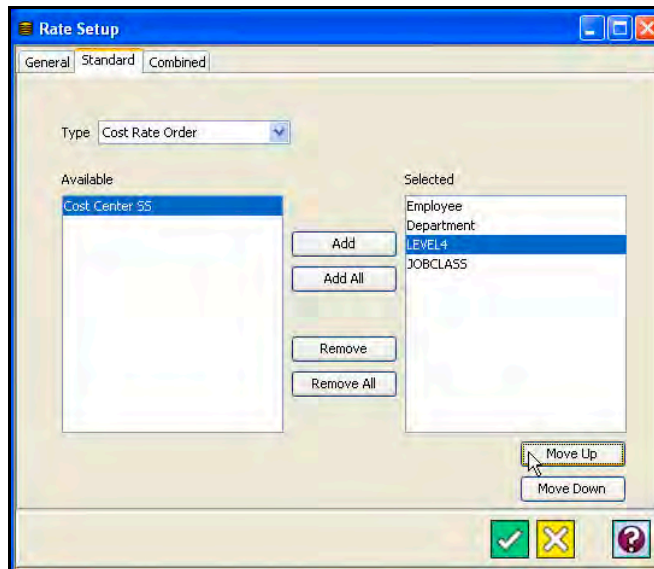 Rate Setup
General Standard Combined
Type Cost Rate Order
Available
Selected
Cost Center SS
Employee
Department
LEVEL4
JOBCLASS
Add
Add All
Remove
Remove All
Move Up
Move Down
?